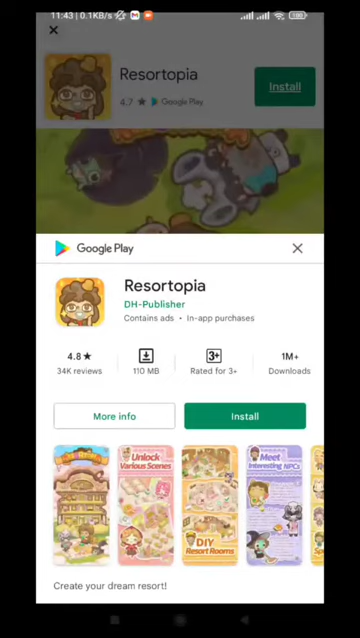 11:43 | 0.1KB/s
100
Resortopia
Install
4.7 ★ Google Play
Google Play
Resortopia
DH-Publisher
Contains ads • In-app purchases
4.8★
3+
1M+
34K reviews
110 MB
Rated for 3+
Downloads
More info
Install
Unlock
Various Scenes
DIY
Resort Rooms
Meet
Interesting NPCs
Create your dream resort!